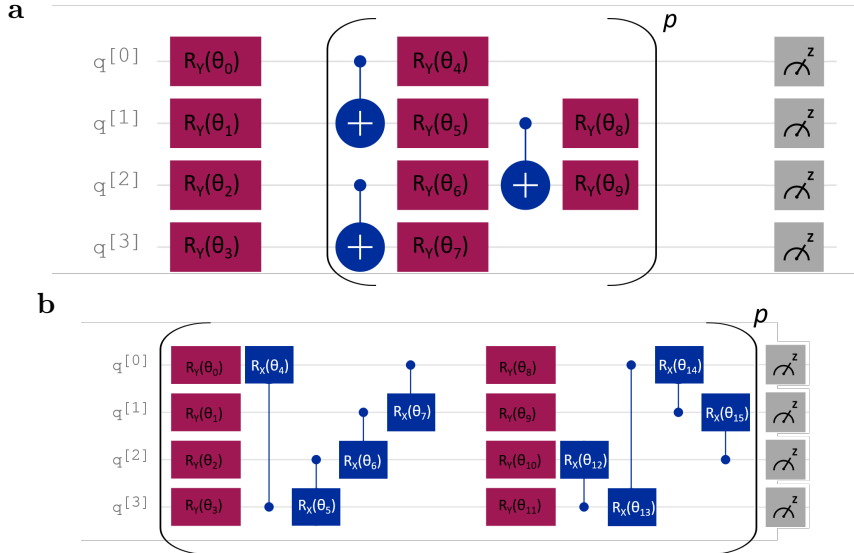 a
p
q[0] R_Y(θ_0) R_Y(θ_4) z
q[1] R_Y(θ_1) R_Y(θ_5) R_Y(θ_8) z
q[2] R_Y(θ_2) R_Y(θ_6) R_Y(θ_9) z
q[3] R_Y(θ_3) R_Y(θ_7) z
b
p
q[0] R_Y(θ_0) R_X(θ_4) R_Y(θ_8) R_X(θ_14) z
q[1] R_Y(θ_1) R_X(θ_7) R_Y(θ_9) R_X(θ_15) z
q[2] R_Y(θ_2) R_X(θ_6) R_Y(θ_10) R_X(θ_12) z
q[3] R_Y(θ_3) R_X(θ_5) R_Y(θ_11) R_X(θ_13) z